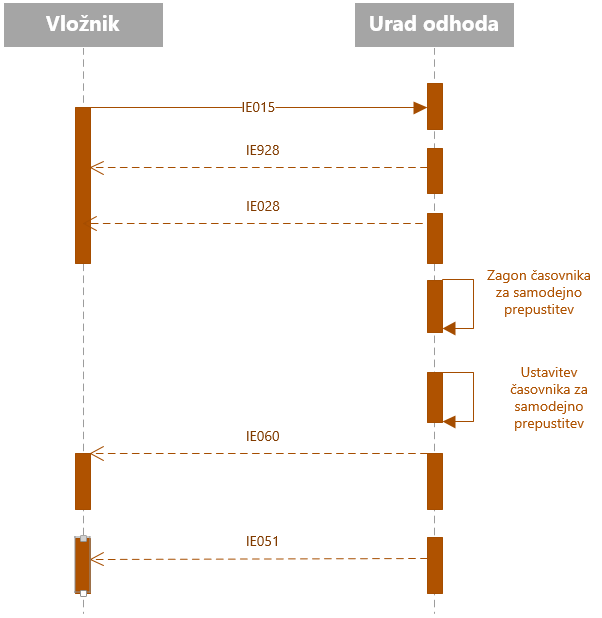 Vložnik
Urad odhoda
IE015
IE928
IE028
Zagon časovnika
za samodejno
prepustitev
Ustavitev
časovnika za
samodejno
prepustitev
IE060
IE051